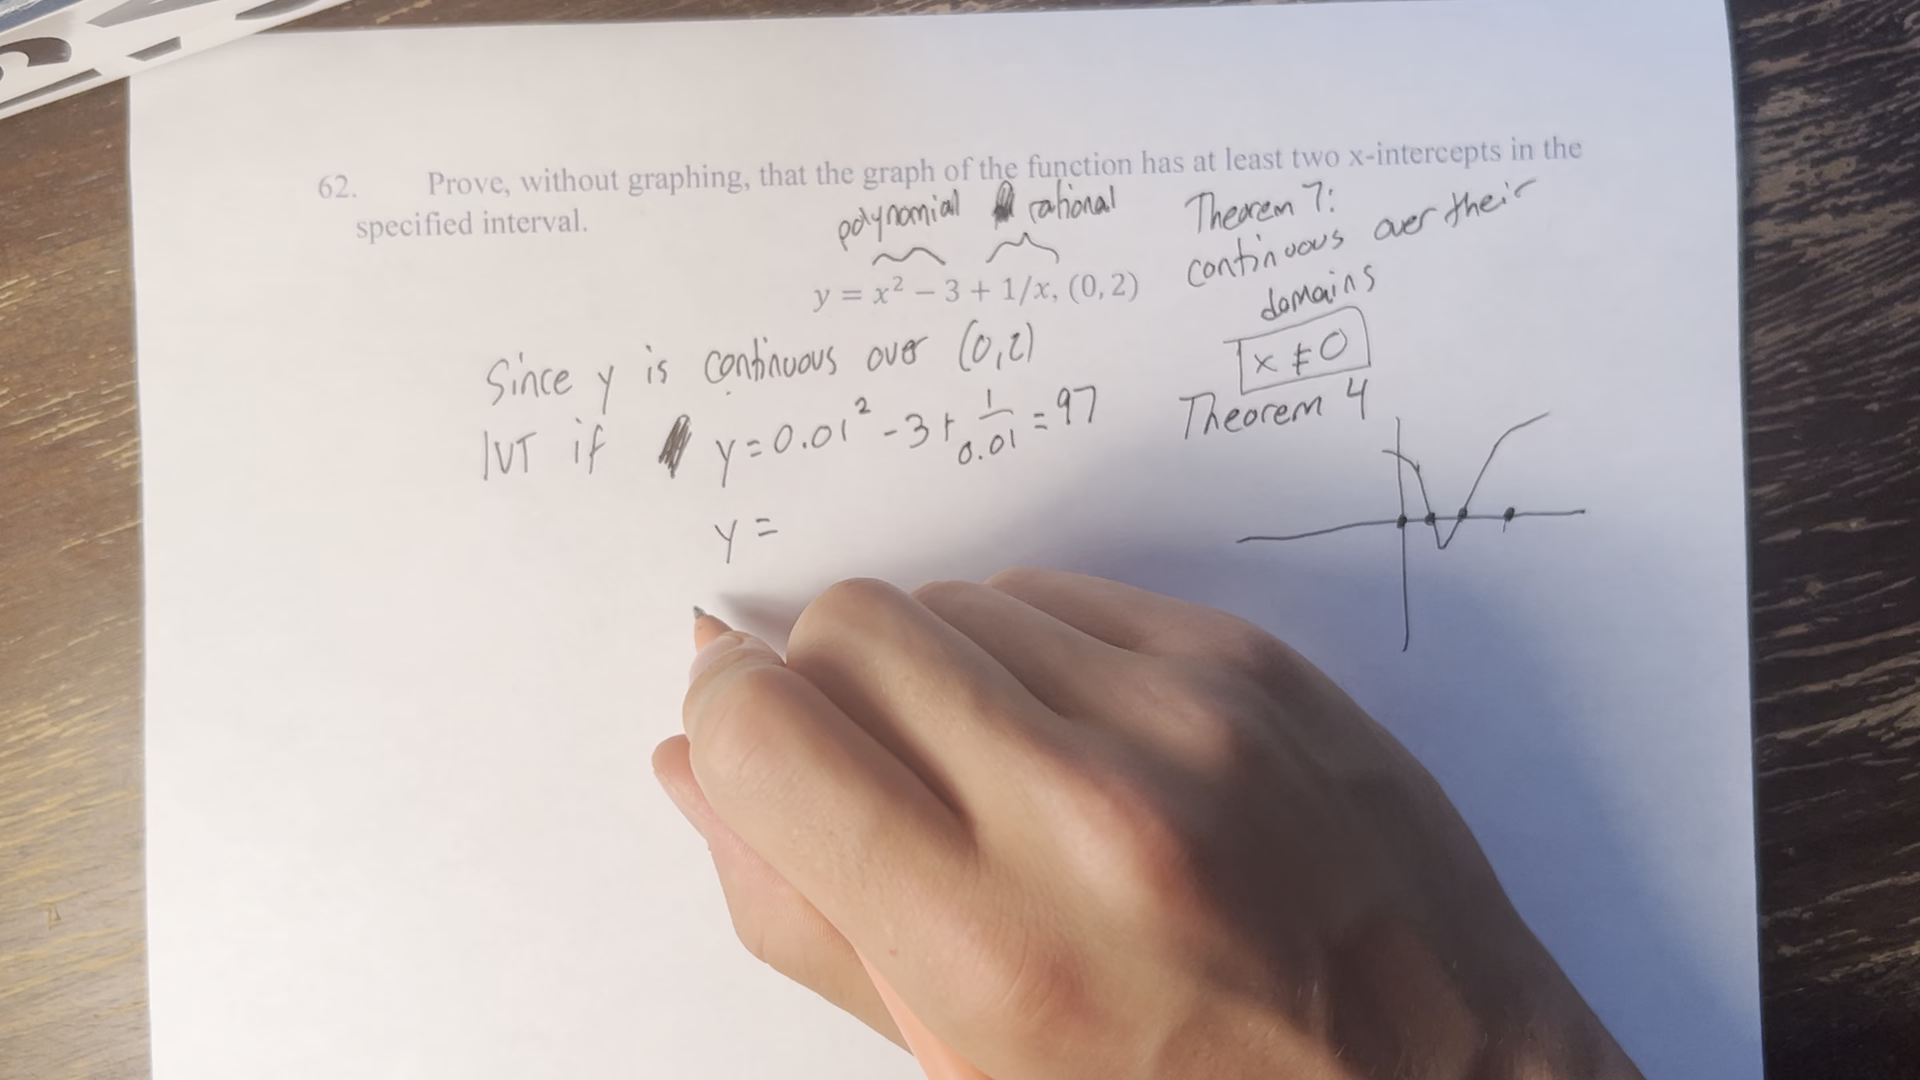 62. Prove, without graphing, that the graph of the function has at least two x-intercepts in the
specified interval.
polynomial rational
y = x² − 3 + 1/x, (0, 2)
Theorem 7:
continuous over their
domains
x ≠ 0
Theorem 4
Since y is continuous over (0,2)
IVT if y = 0.01² - 3 + 1/0.01 = 97
y =